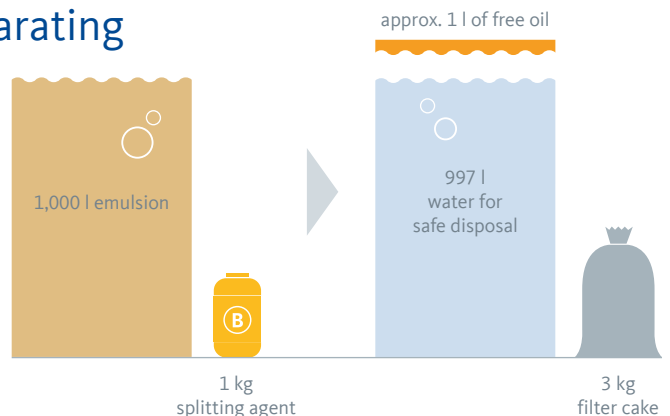 arating
approx. 1 l of free oil
1,000 l emulsion
997 l
water for
safe disposal
B
1 kg
splitting agent
3 kg
filter cake